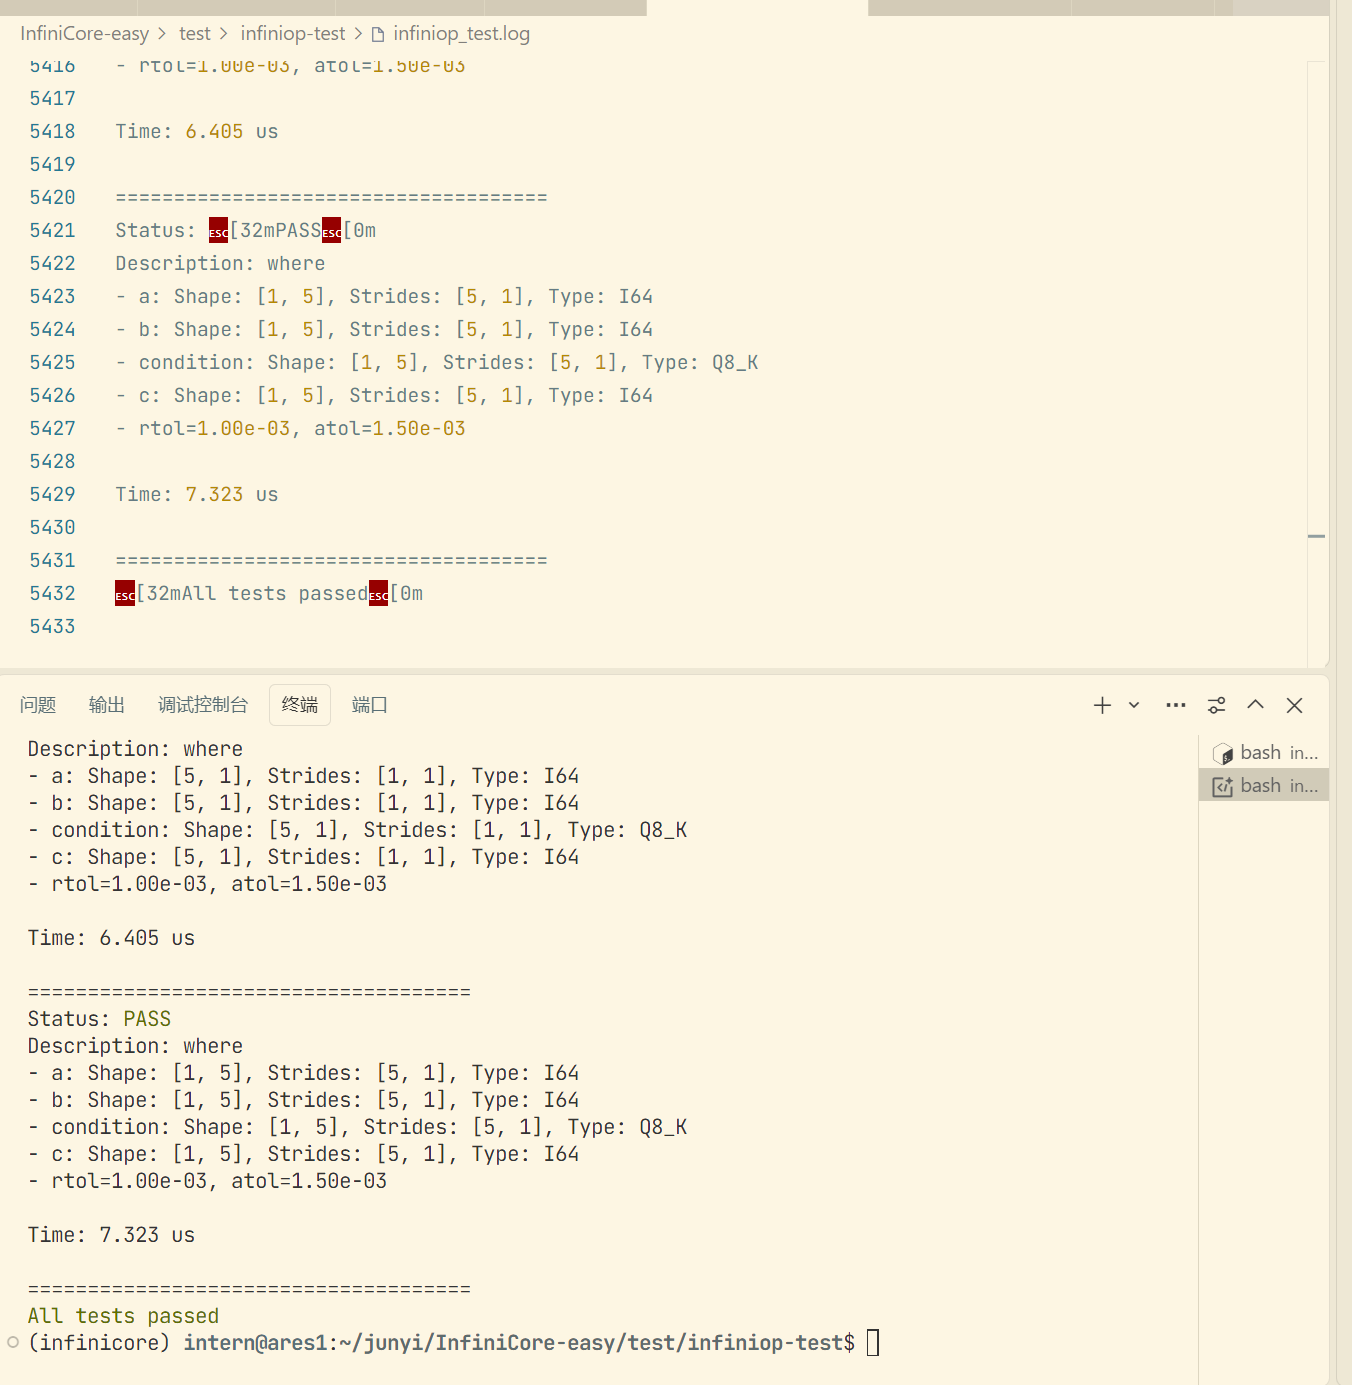 InfiniCore-easy > test > infiniop-test > infiniop_test.log
5416 - rtol=1.00e-03, atol=1.50e-03
5417
5418 Time: 6.405 us
5419
5420 =====================================
5421 Status: ESC[32mPASSESC[0m
5422 Description: where
5423 - a: Shape: [1, 5], Strides: [5, 1], Type: I64
5424 - b: Shape: [1, 5], Strides: [5, 1], Type: I64
5425 - condition: Shape: [1, 5], Strides: [5, 1], Type: Q8_K
5426 - c: Shape: [1, 5], Strides: [5, 1], Type: I64
5427 - rtol=1.00e-03, atol=1.50e-03
5428
5429 Time: 7.323 us
5430
5431 =====================================
5432 ESC[32mAll tests passedESC[0m
5433
问题 输出 调试控制台 终端 端口
bash in...
bash in...
Description: where
- a: Shape: [5, 1], Strides: [1, 1], Type: I64
- b: Shape: [5, 1], Strides: [1, 1], Type: I64
- condition: Shape: [5, 1], Strides: [1, 1], Type: Q8_K
- c: Shape: [5, 1], Strides: [1, 1], Type: I64
- rtol=1.00e-03, atol=1.50e-03
Time: 6.405 us
=====================================
Status: PASS
Description: where
- a: Shape: [1, 5], Strides: [5, 1], Type: I64
- b: Shape: [1, 5], Strides: [5, 1], Type: I64
- condition: Shape: [1, 5], Strides: [5, 1], Type: Q8_K
- c: Shape: [1, 5], Strides: [5, 1], Type: I64
- rtol=1.00e-03, atol=1.50e-03
Time: 7.323 us
=====================================
All tests passed
(infinicore) intern@ares1:~/junyi/InfiniCore-easy/test/infiniop-test$